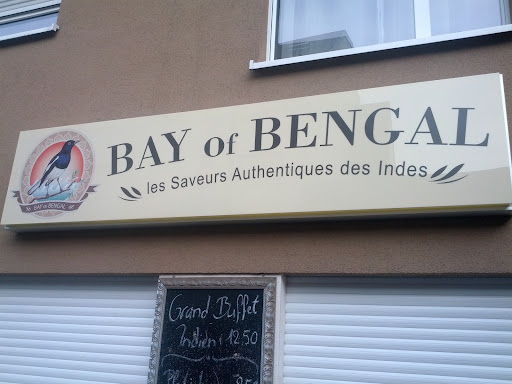 BAY of BENGAL
les Saveurs Authentiques des Indes
BAY of BENGAL
Grand Buffet
Indien 12.50